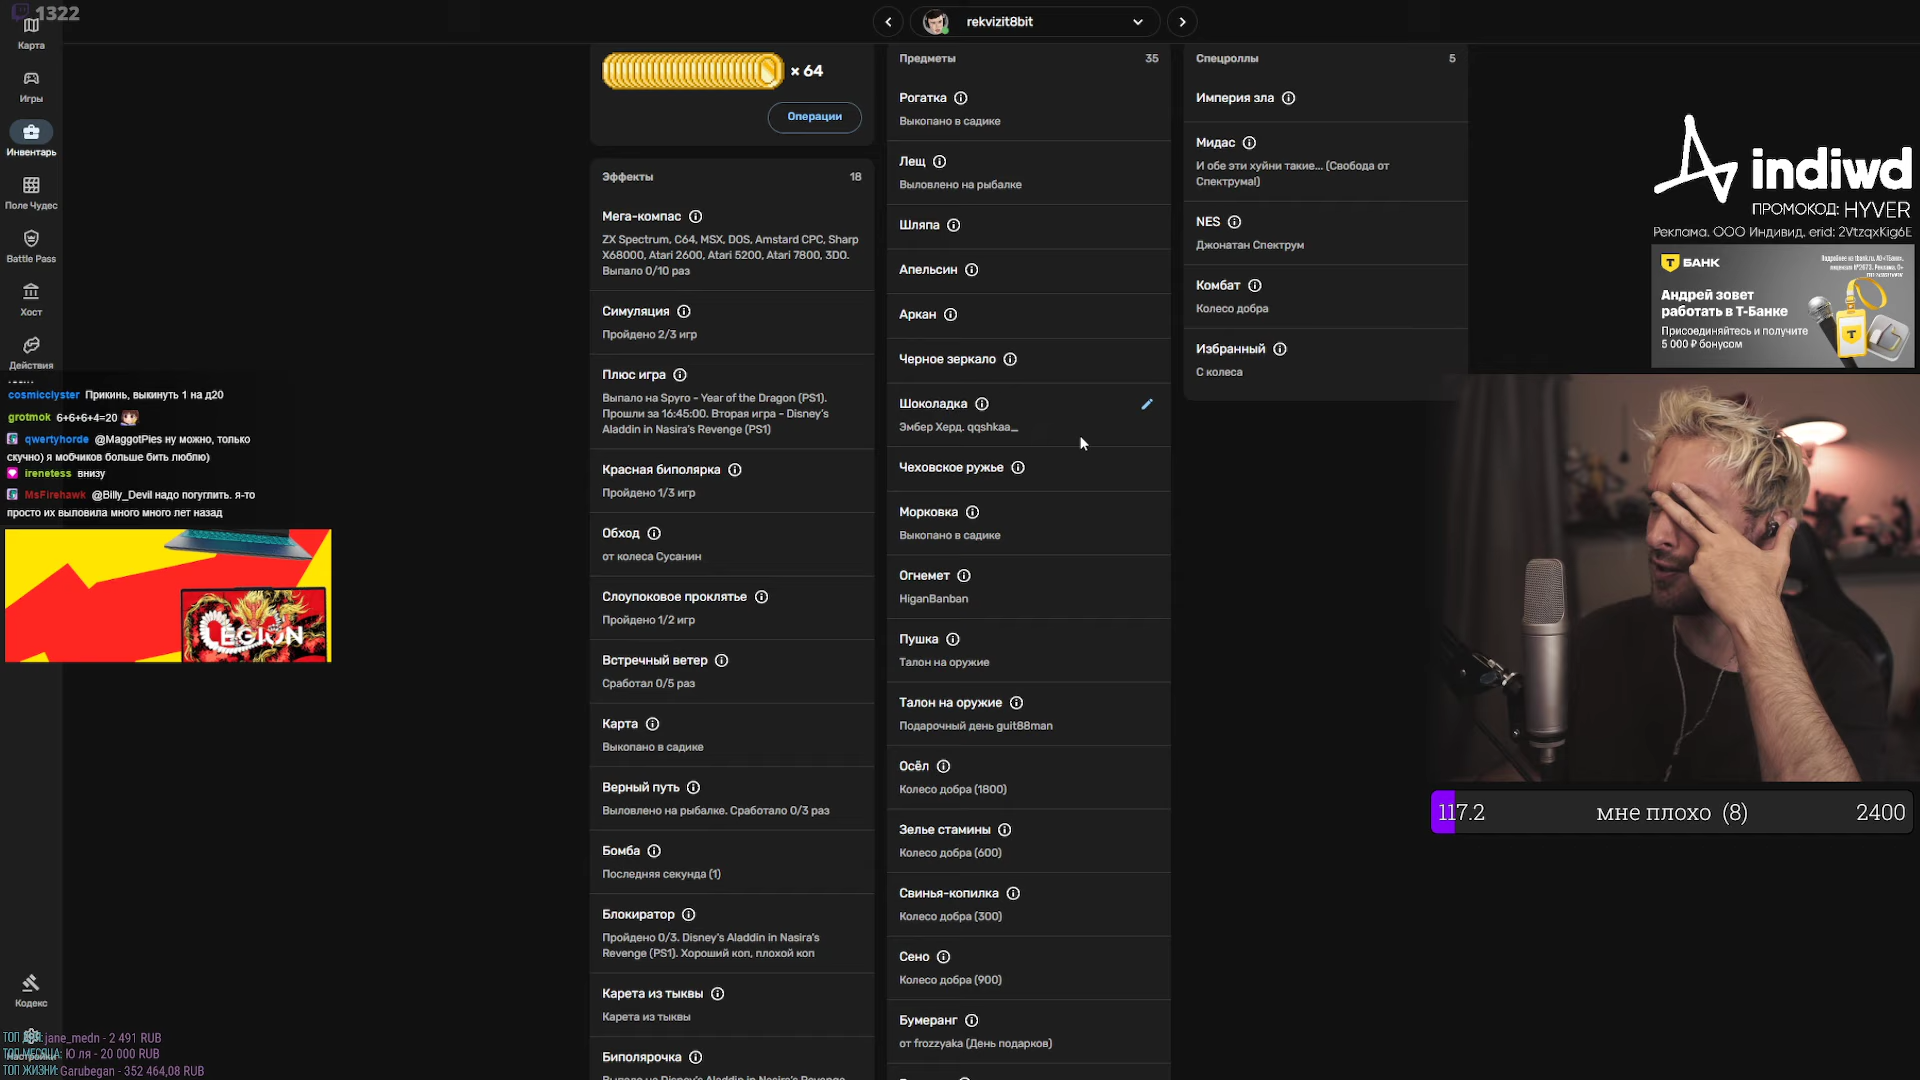 1322
Карта
Игры
Инвентарь
Поле Чудес
Battle Pass
Хост
Действия
cosmicclyster Прикинь, выкинуть 1 на д20
grotmok 6+6+6+4=20
qwertyhorde @MaggotPies ну можно, только
скучно) я мобчиков больше бить люблю)
irenetess внизу
MsFirehawk @Billy_Devil надо погуглить. я-то
просто их выловила много много лет назад
LEGION
Кодекс
ТОП ДНЯ: jane_medn - 2 491 RUB
ТОП МЕСЯЦА: Ю ля - 20 000 RUB
ТОП ЖИЗНИ: Garubegan - 352 464,08 RUB
rekvizit8bit
× 64
Операции
Эффекты 18
Мега-компас
ZX Spectrum, C64, MSX, DOS, Amstard CPC, Sharp
X68000, Atari 2600, Atari 5200, Atari 7800, 3DO.
Выпало 0/10 раз
Симуляция
Пройдено 2/3 игр
Плюс игра
Выпало на Spyro - Year of the Dragon (PS1).
Прошли за 16:45:00. Вторая игра - Disney's
Aladdin in Nasira's Revenge (PS1)
Красная биполярка
Пройдено 1/3 игр
Обход
от колеса Сусанин
Слоупоковое проклятье
Пройдено 1/2 игр
Встречный ветер
Сработал 0/5 раз
Карта
Выкопано в садике
Верный путь
Выловлено на рыбалке. Сработало 0/3 раз
Бомба
Последняя секунда (1)
Блокиратор
Пройдено 0/3. Disney's Aladdin in Nasira's
Revenge (PS1). Хороший коп, плохой коп
Карета из тыквы
Карета из тыквы
Биполярочка
Предметы 35
Рогатка
Выкопано в садике
Лещ
Выловлено на рыбалке
Шляпа
Апельсин
Аркан
Черное зеркало
Шоколадка
Эмбер Херд. qqshkaa_
Чеховское ружье
Морковка
Выкопано в садике
Огнемет
HiganBanban
Пушка
Талон на оружие
Талон на оружие
Подарочный день guit88man
Осёл
Колесо добра (1800)
Зелье стамины
Колесо добра (600)
Свинья-копилка
Колесо добра (300)
Сено
Колесо добра (900)
Бумеранг
от frozzyaka (День подарков)
Спецроллы 5
Империя зла
Мидас
И обе эти хуйни такие... (Свобода от
Спектрума!)
NES
Джонатан Спектрум
Комбат
Колесо добра
Избранный
С колеса
indiwd
ПРОМОКОД: HYVER
Реклама. ООО Индивид. erid: 2VtzqxKig6E
Т БАНК
Андрей зовет
работать в Т-Банке
Присоединяйтесь и получите
5 000 ₽ бонусом
117.2 мне плохо (8) 2400